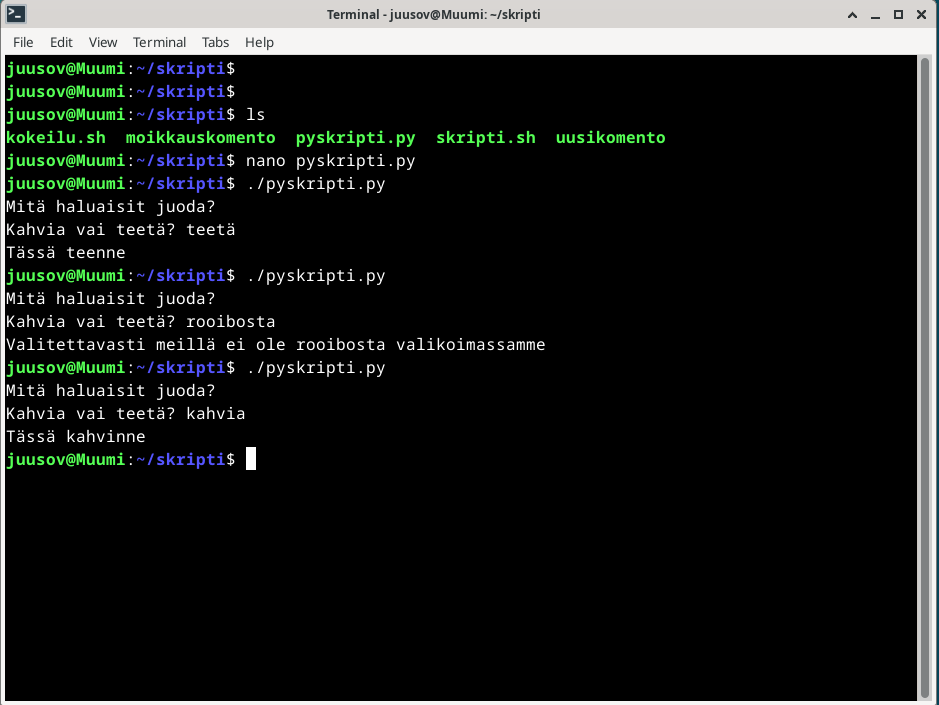 Terminal - juusov@Muumi: ~/skripti
File Edit View Terminal Tabs Help
juusov@Muumi:~/skripti$
juusov@Muumi:~/skripti$
juusov@Muumi:~/skripti$ ls
kokeilu.sh moikkauskomento pyskripti.py skripti.sh uusikomento
juusov@Muumi:~/skripti$ nano pyskripti.py
juusov@Muumi:~/skripti$ ./pyskripti.py
Mitä haluaisit juoda?
Kahvia vai teetä? teetä
Tässä teenne
juusov@Muumi:~/skripti$ ./pyskripti.py
Mitä haluaisit juoda?
Kahvia vai teetä? rooibosta
Valitettavasti meillä ei ole rooibosta valikoimassamme
juusov@Muumi:~/skripti$ ./pyskripti.py
Mitä haluaisit juoda?
Kahvia vai teetä? kahvia
Tässä kahvinne
juusov@Muumi:~/skripti$